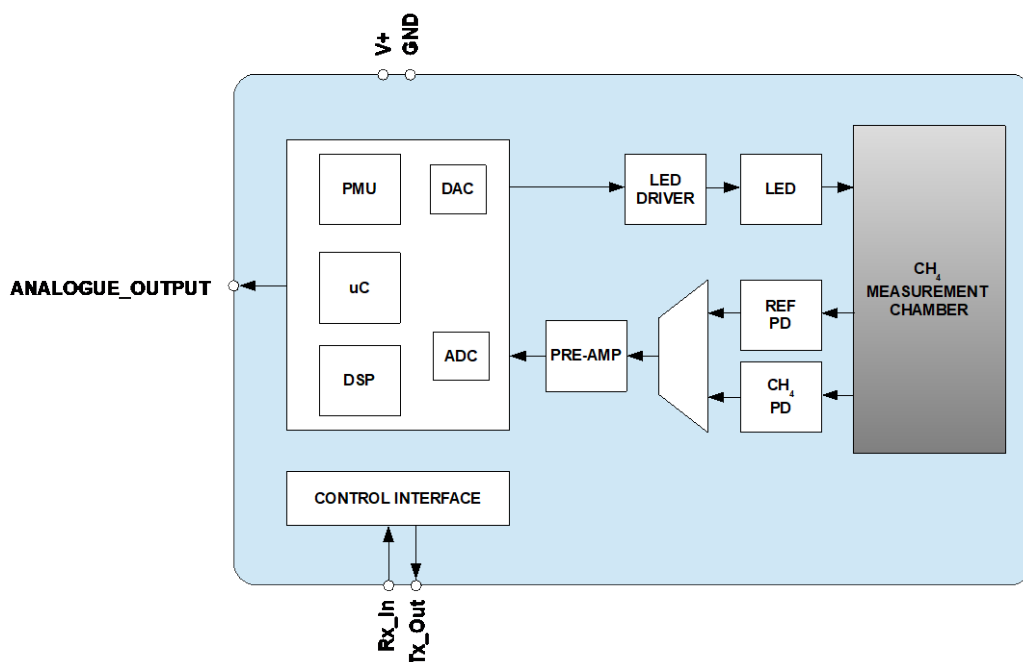 V+
GND
PMU
DAC
LED
DRIVER
LED
CH4
MEASUREMENT
CHAMBER
ANALOGUE_OUTPUT
uC
REF
PD
ADC
PRE-AMP
DSP
CH4
PD
CONTROL INTERFACE
Rx_In
Tx_Out